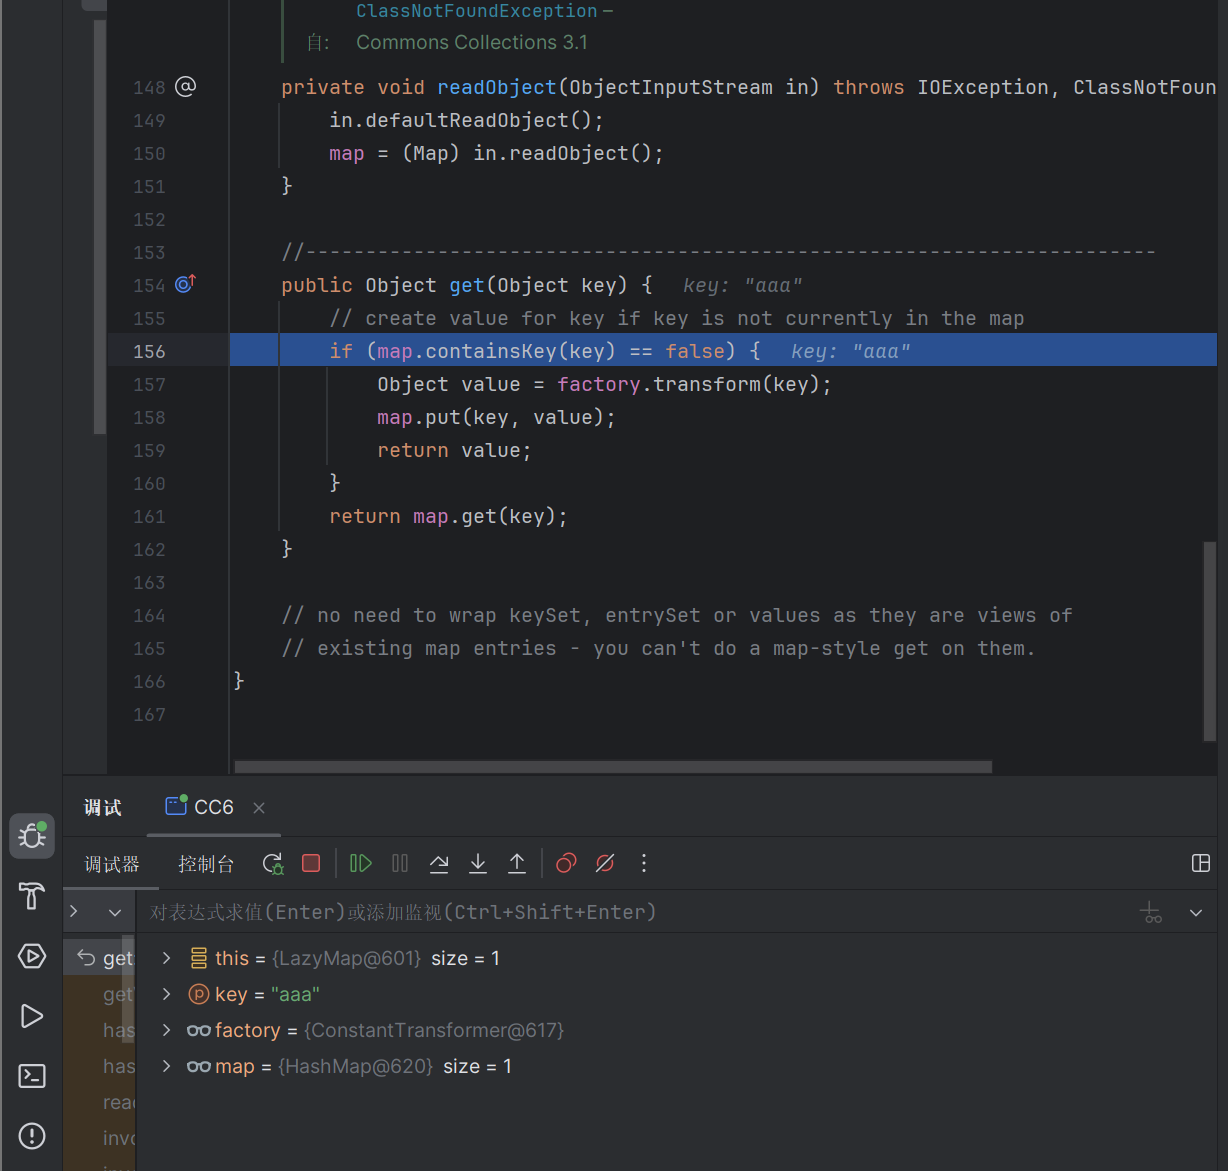 ClassNotFoundException –
自: Commons Collections 3.1
148 private void readObject(ObjectInputStream in) throws IOException, ClassNotFoun
149 in.defaultReadObject();
150 map = (Map) in.readObject();
151 }
152
153 //-----------------------------------------------------------------------
154 public Object get(Object key) { key: "aaa"
155 // create value for key if key is not currently in the map
156 if (map.containsKey(key) == false) { key: "aaa"
157 Object value = factory.transform(key);
158 map.put(key, value);
159 return value;
160 }
161 return map.get(key);
162 }
163
164 // no need to wrap keySet, entrySet or values as they are views of
165 // existing map entries - you can't do a map-style get on them.
166 }
167
调试 CC6
调试器 控制台
对表达式求值(Enter)或添加监视(Ctrl+Shift+Enter)
get
this = {LazyMap@601} size = 1
get
key = "aaa"
has
factory = {ConstantTransformer@617}
has
map = {HashMap@620} size = 1
read
invo